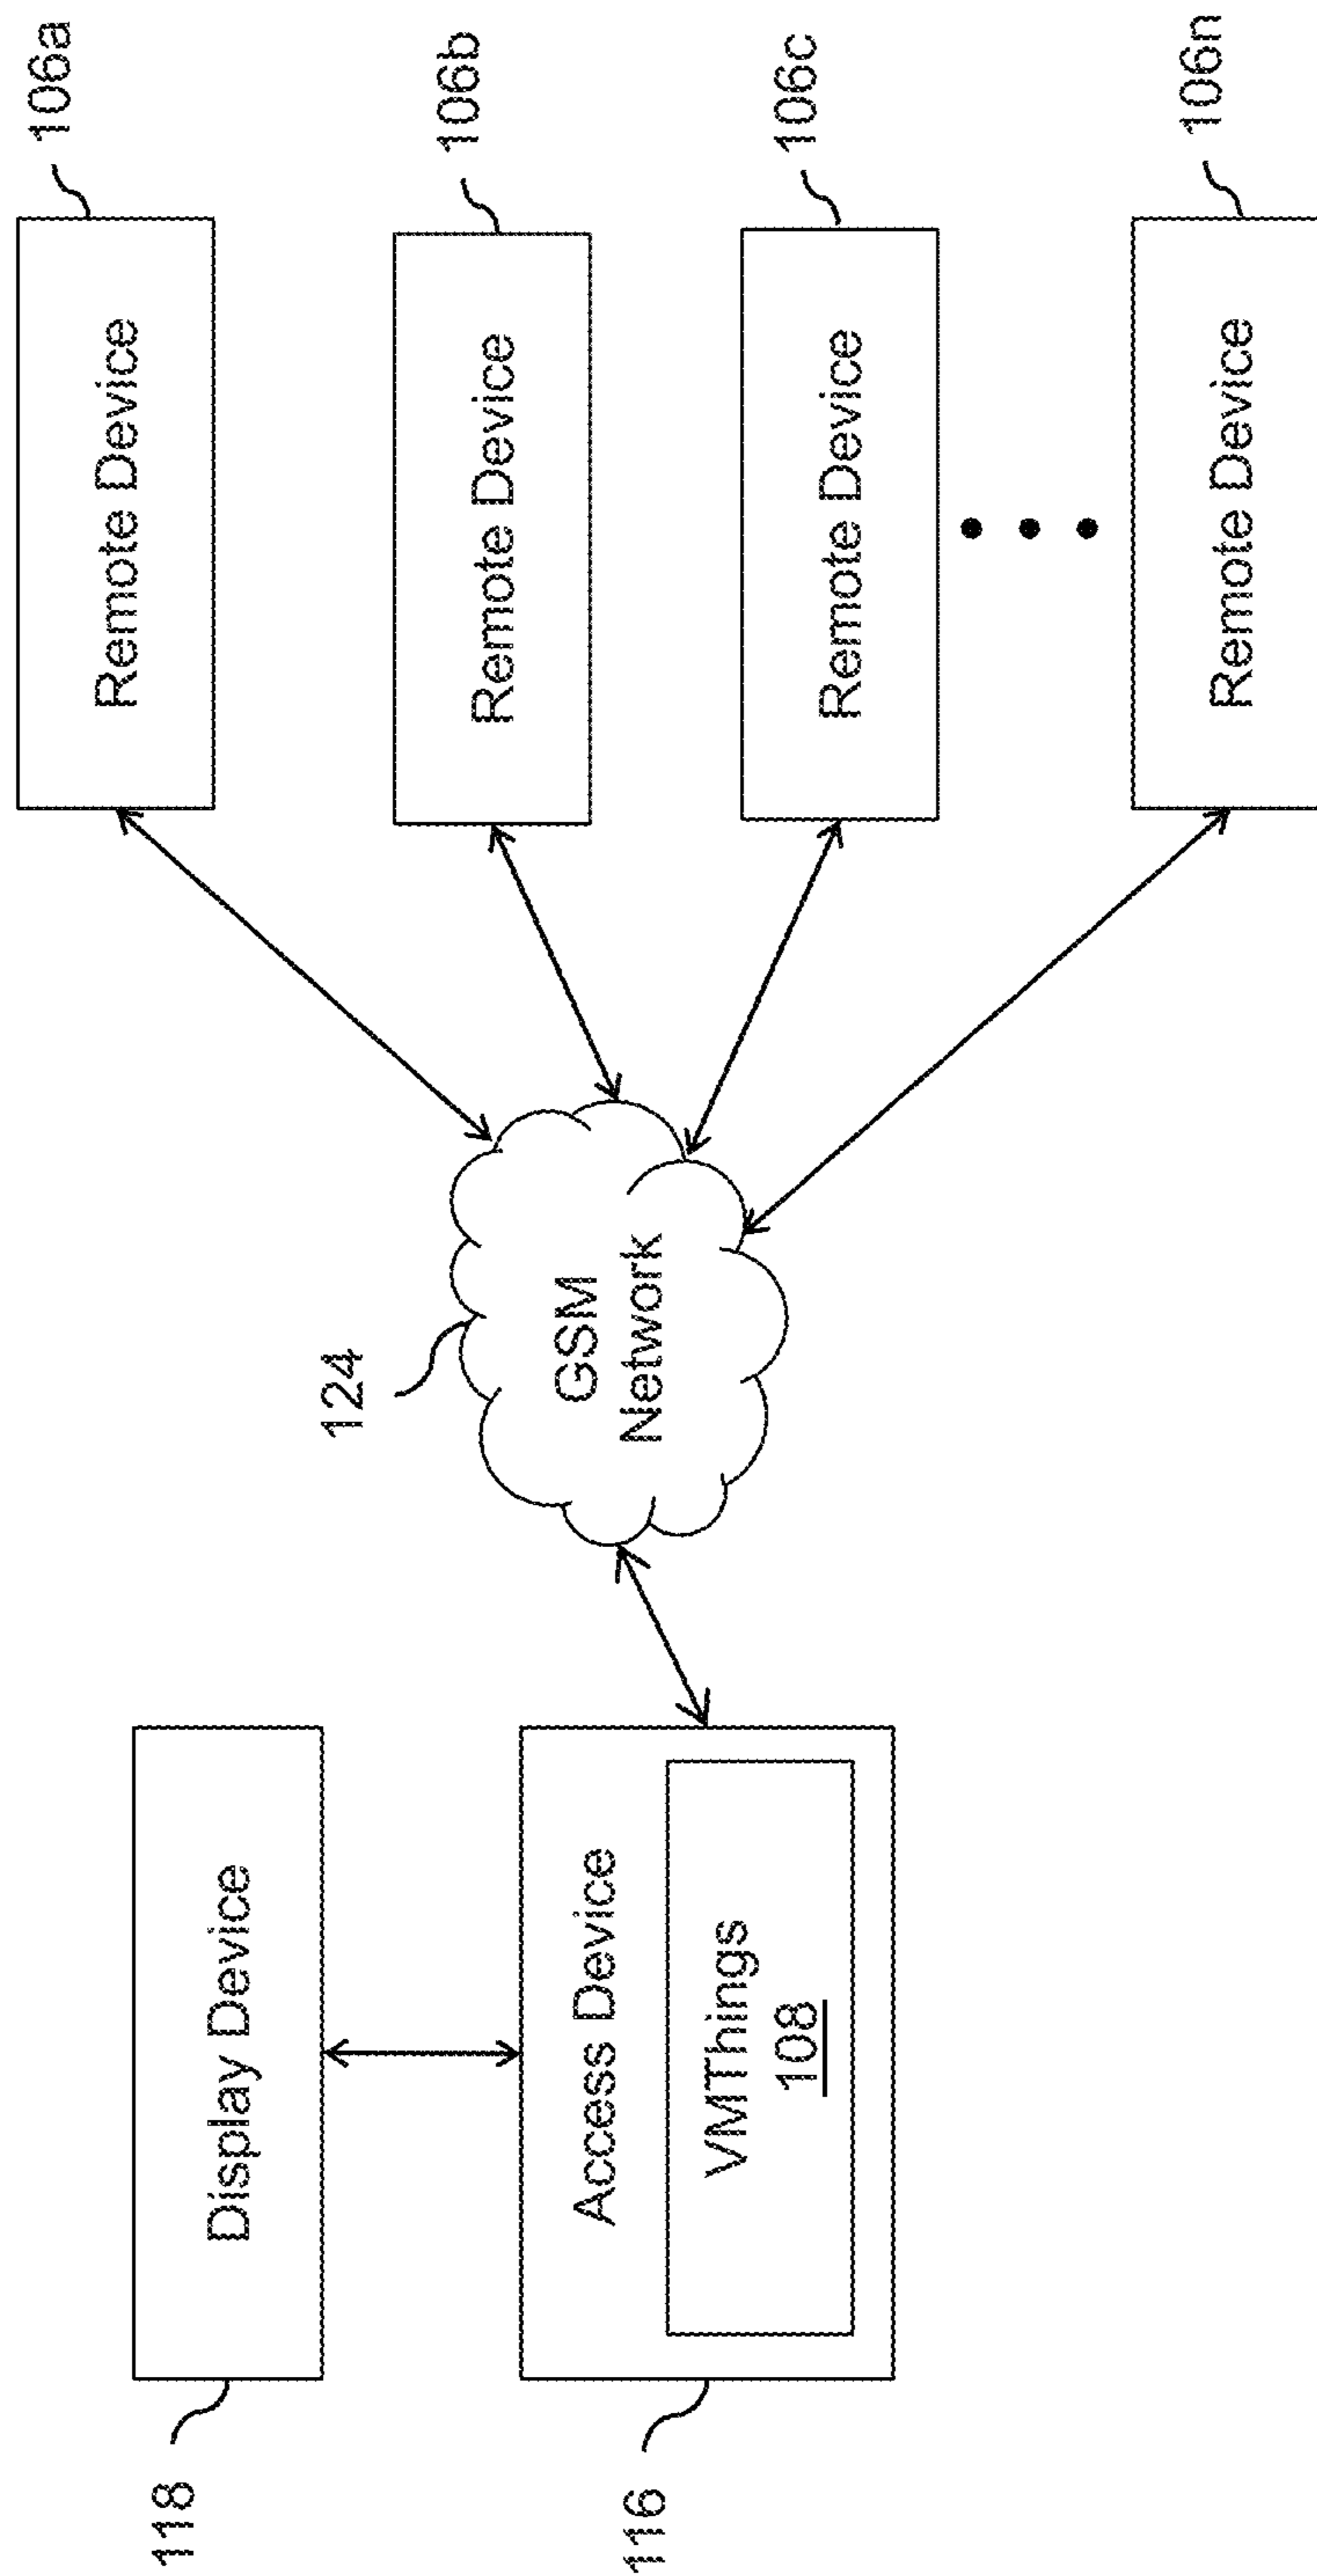 118
Display Device
116
Access Device
VMThings
108
124
GSM
Network
Remote Device
106a
Remote Device
106b
Remote Device
106c
Remote Device
106n